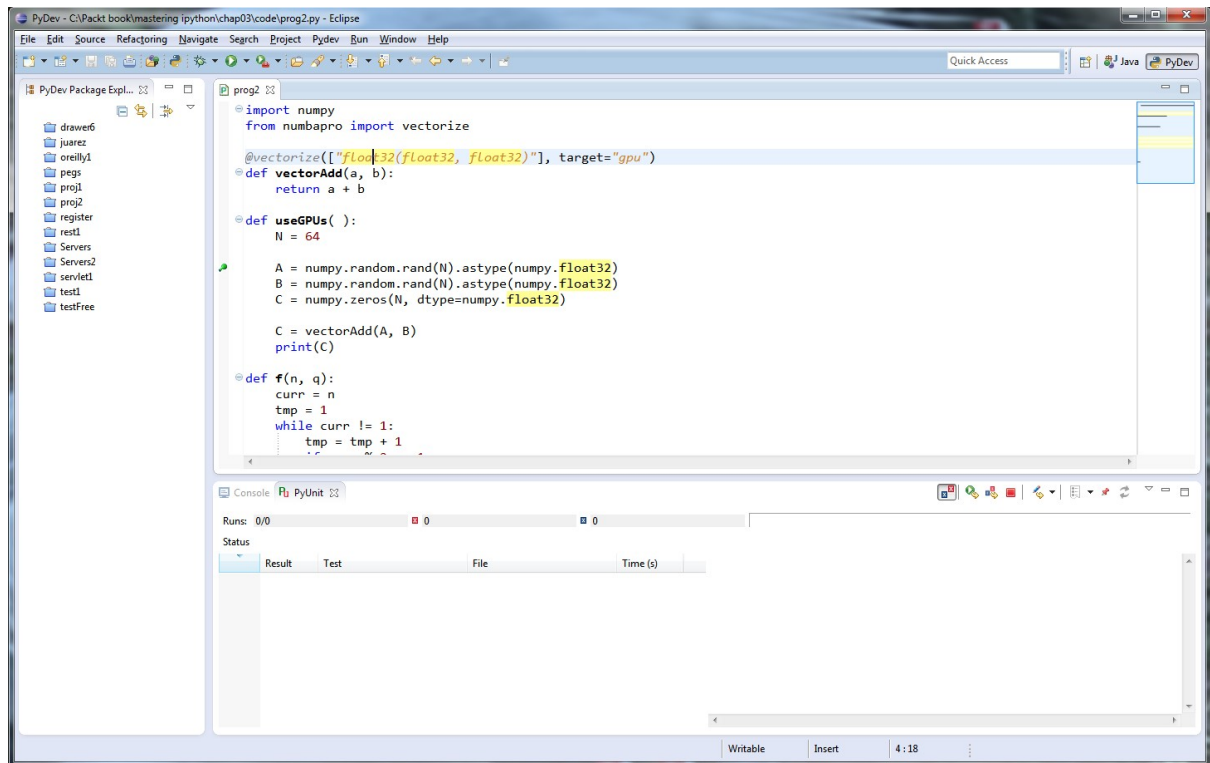 PyDev - C:\Packt book\mastering ipython\chap03\code\prog2.py - Eclipse
File Edit Source Refactoring Navigate Search Project Pydev Run Window Help
Quick Access Java PyDev
PyDev Package Expl...
drawer6
juarez
oreilly1
pegs
proj1
proj2
register
rest1
Servers
Servers2
servlet1
test1
testFree
prog2
import numpy
from numbapro import vectorize
@vectorize(["float32(float32, float32)"], target="gpu")
def vectorAdd(a, b):
return a + b
def useGPUs( ):
N = 64
A = numpy.random.rand(N).astype(numpy.float32)
B = numpy.random.rand(N).astype(numpy.float32)
C = numpy.zeros(N, dtype=numpy.float32)
C = vectorAdd(A, B)
print(C)
def f(n, q):
curr = n
tmp = 1
while curr != 1:
tmp = tmp + 1
Console PyUnit
Runs: 0/0 0 0
Status
Result Test File Time (s)
Writable Insert 4 : 18